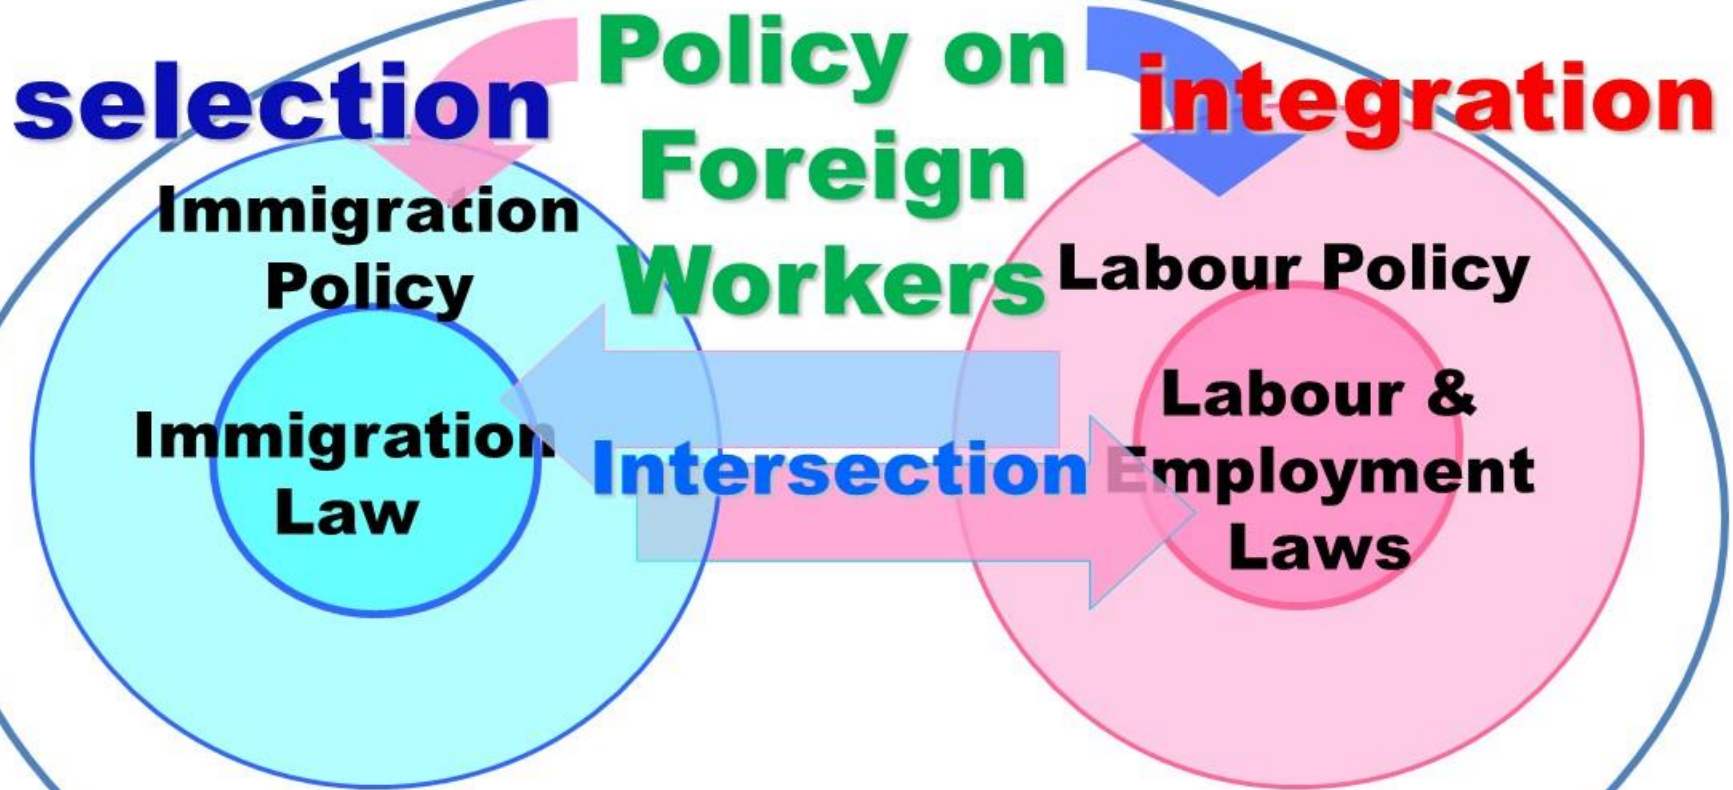 Policy on
Foreign
Workers
selection
integration
Immigration
Policy
Immigration
Law
Labour Policy
Labour &
Employment
Laws
Intersection